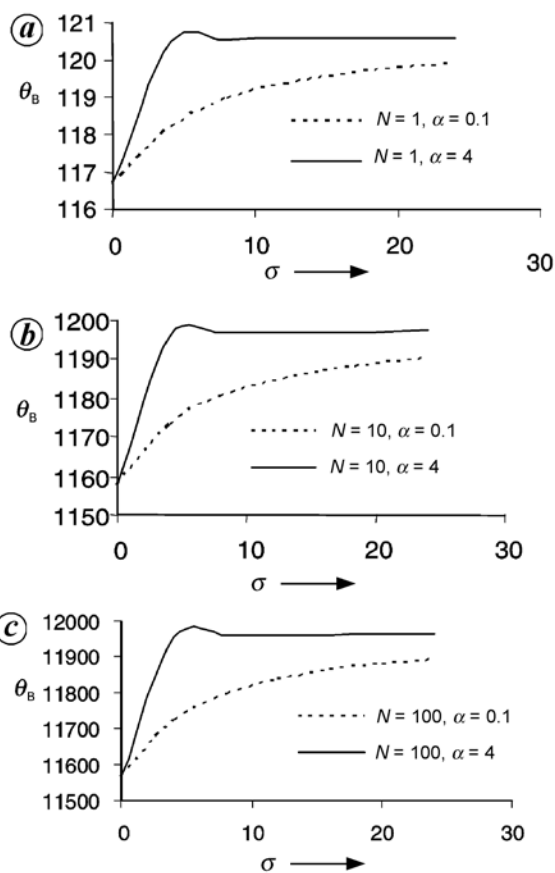 a
121
120
119
118
117
116
θB
N = 1, α = 0.1
N = 1, α = 4
0 10 20 30
σ
b
1200
1190
1180
1170
1160
1150
θB
N = 10, α = 0.1
N = 10, α = 4
0 10 20 30
σ
c
12000
11900
11800
11700
11600
11500
θB
N = 100, α = 0.1
N = 100, α = 4
0 10 20 30
σ